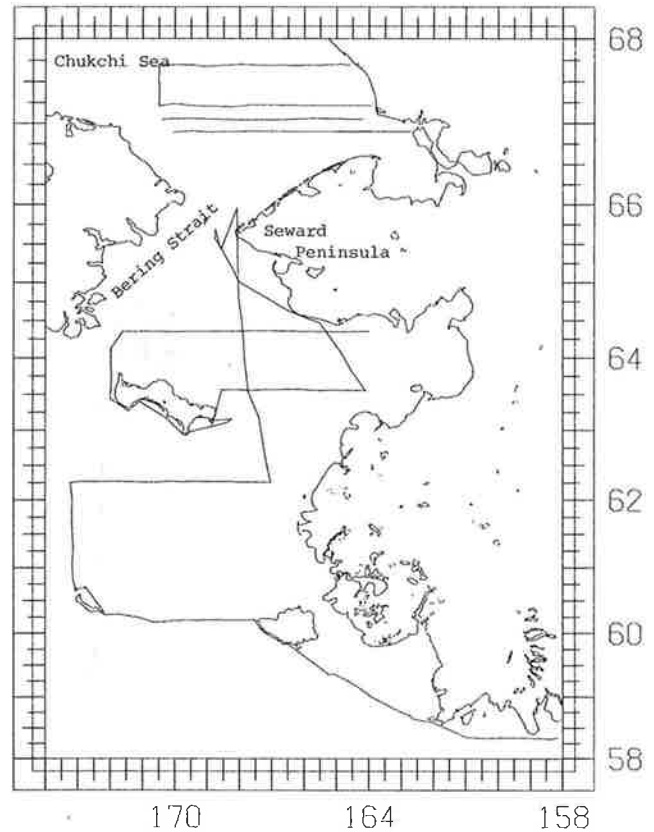 68
Chukchi Sea
66
Bering Strait
Seward
Peninsula
64
62
60
58
170 164 158